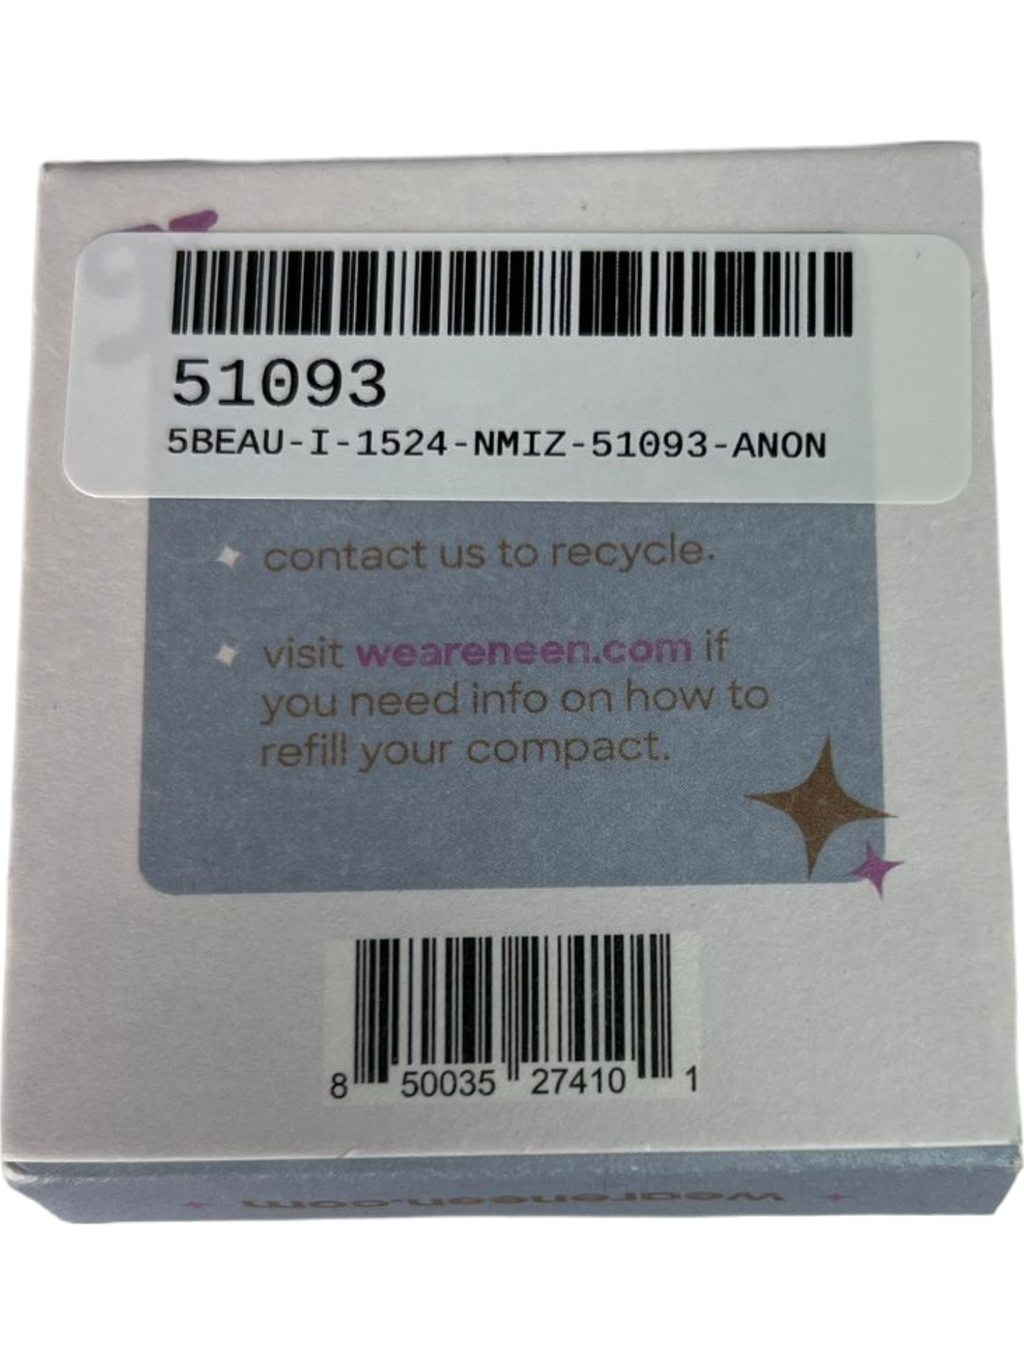 51093
5BEAU-I-1524-NMIZ-51093-ANON
contact us to recycle.
visit weareneen.com if
you need info on how to
refill your compact.
8 50035 27410 1
weareneen.com